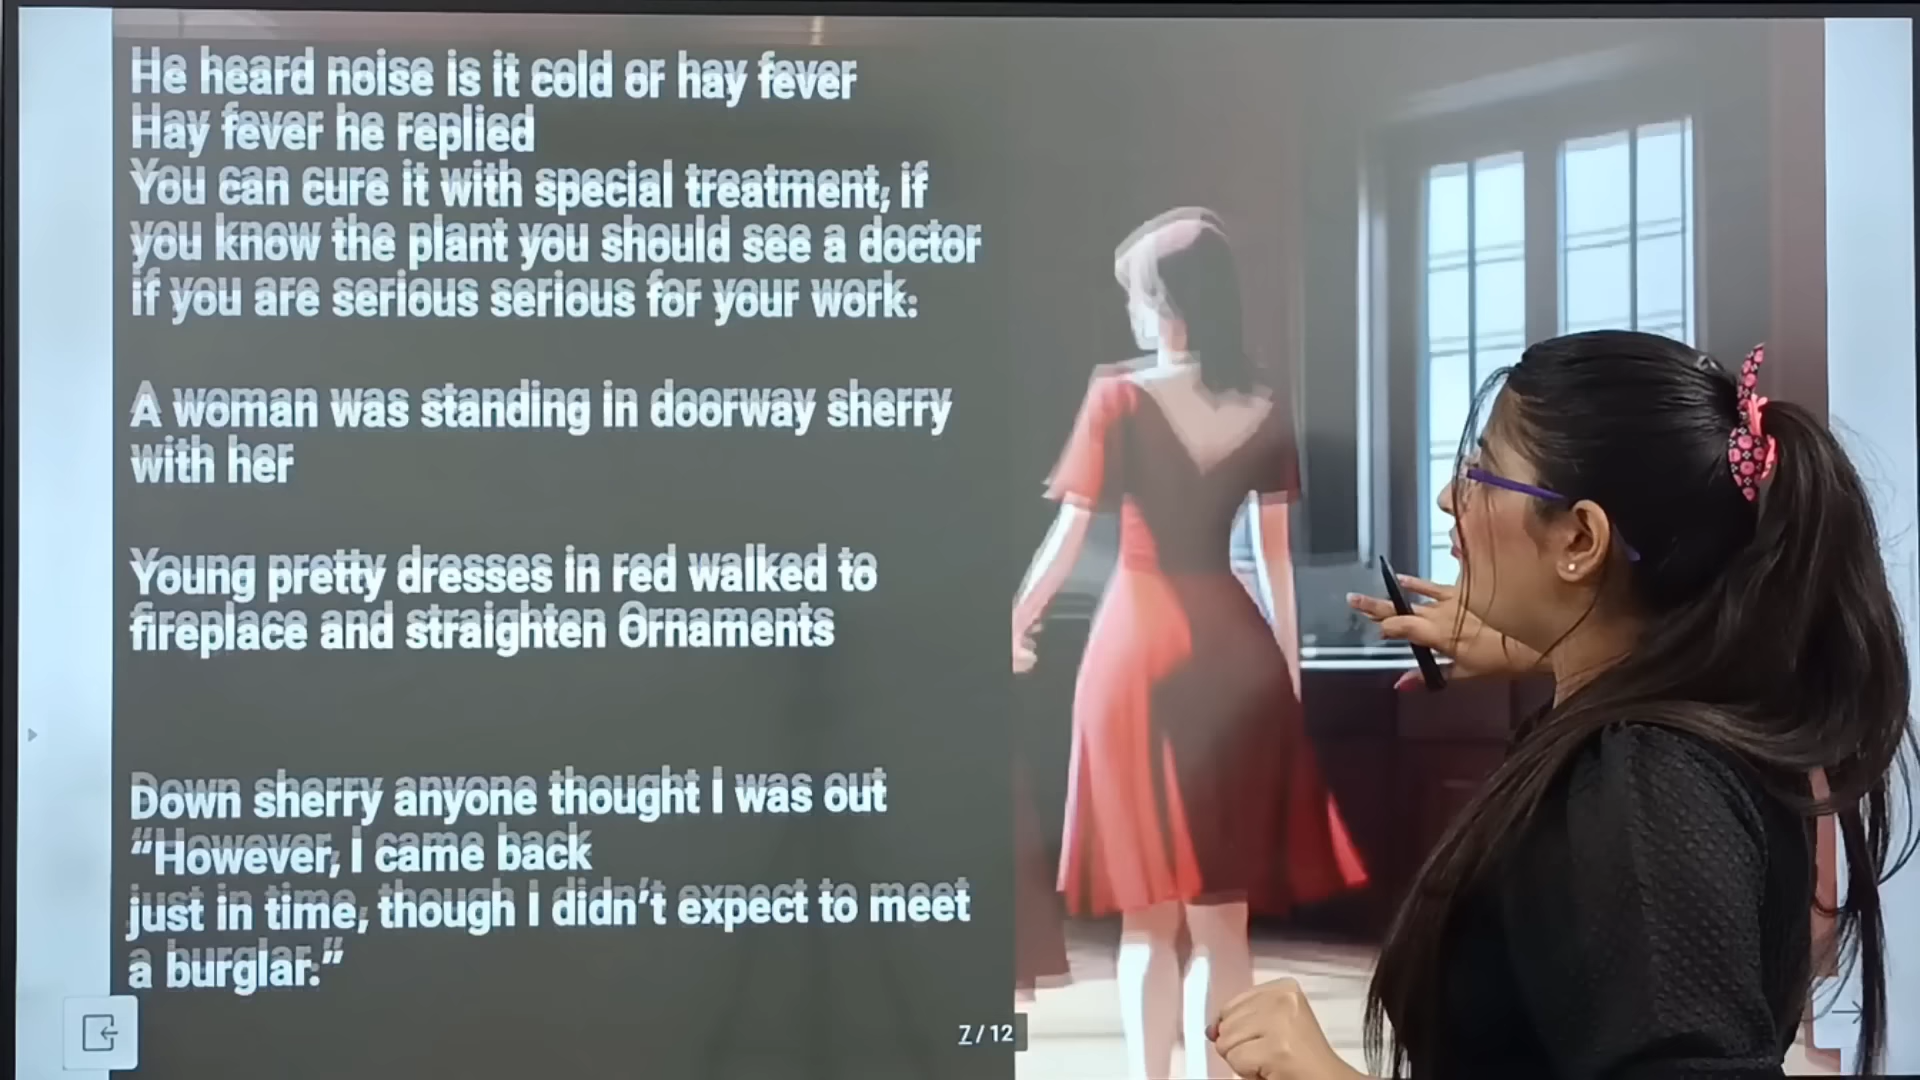 He heard noise is it cold or hay fever
Hay fever he replied
You can cure it with special treatment, if
you know the plant you should see a doctor
if you are serious serious for your work:
A woman was standing in doorway sherry
with her
Young pretty dresses in red walked to
fireplace and straighten Ornaments
Down sherry anyone thought I was out
“However, I came back
just in time, though I didn’t expect to meet
a burglar.”
7/12